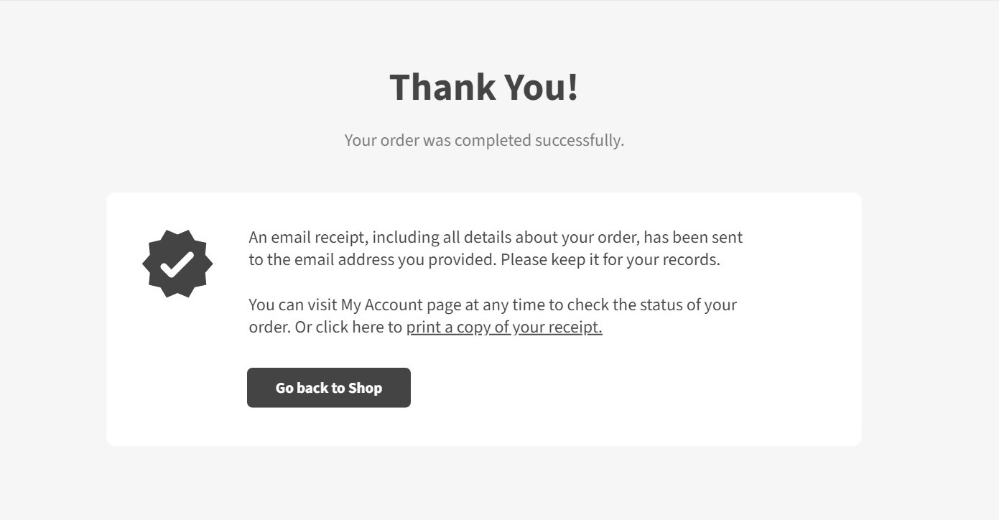 Thank You!
Your order was completed successfully.
An email receipt, including all details about your order, has been sent
to the email address you provided. Please keep it for your records.
You can visit My Account page at any time to check the status of your
order. Or click here to print a copy of your receipt.
Go back to Shop